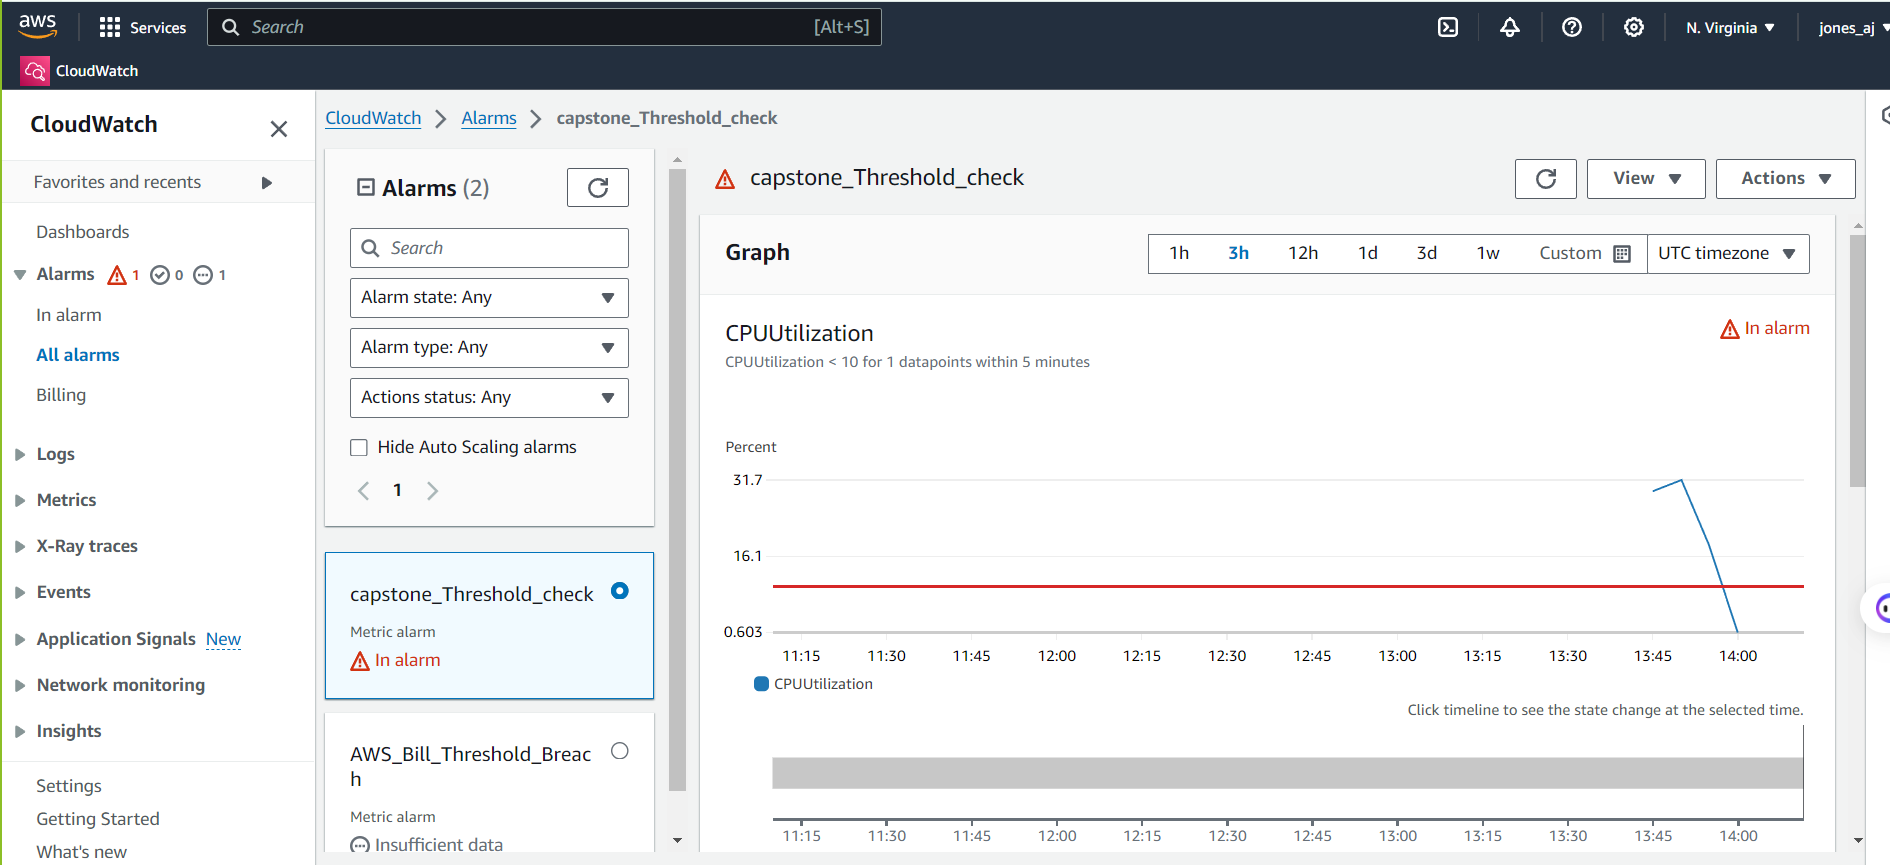 aws
Services
Search
[Alt+S]
N. Virginia
jones_aj
CloudWatch
CloudWatch
Favorites and recents
Dashboards
Alarms 1 0 1
In alarm
All alarms
Billing
Logs
Metrics
X-Ray traces
Events
Application Signals New
Network monitoring
Insights
Settings
Getting Started
What's new
CloudWatch Alarms capstone_Threshold_check
Alarms (2)
Search
Alarm state: Any
Alarm type: Any
Actions status: Any
Hide Auto Scaling alarms
1
capstone_Threshold_check
Metric alarm
In alarm
AWS_Bill_Threshold_Breac
h
Metric alarm
Insufficient data
capstone_Threshold_check
View
Actions
Graph
1h 3h 12h 1d 3d 1w Custom UTC timezone
CPUUtilization
In alarm
CPUUtilization < 10 for 1 datapoints within 5 minutes
Percent
31.7
16.1
0.603
11:15 11:30 11:45 12:00 12:15 12:30 12:45 13:00 13:15 13:30 13:45 14:00
CPUUtilization
Click timeline to see the state change at the selected time.
11:15 11:30 11:45 12:00 12:15 12:30 12:45 13:00 13:15 13:30 13:45 14:00